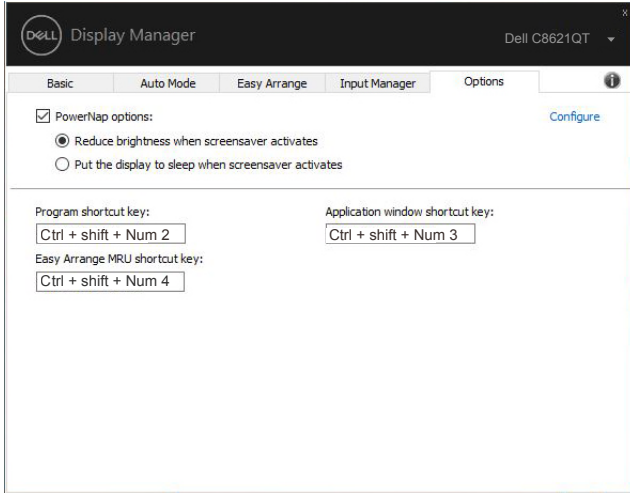 x
DELL Display Manager
Dell C8621QT
Basic Auto Mode Easy Arrange Input Manager Options i
PowerNap options: Configure
Reduce brightness when screensaver activates
Put the display to sleep when screensaver activates
Program shortcut key: Application window shortcut key:
Ctrl + shift + Num 2 Ctrl + shift + Num 3
Easy Arrange MRU shortcut key:
Ctrl + shift + Num 4